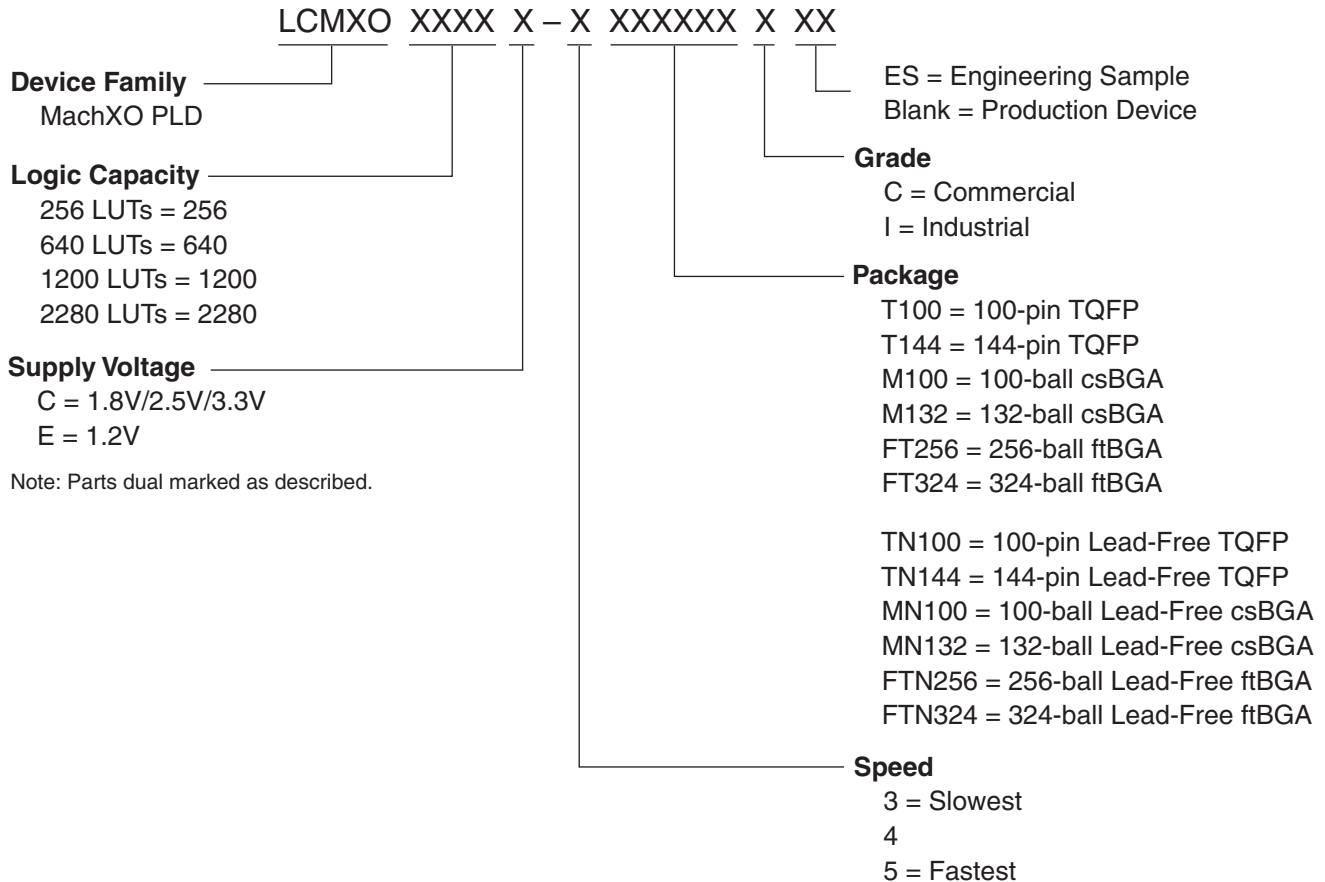 LCMXO XXXX X – X XXXXXX X XX
Device Family
MachXO PLD
Logic Capacity
256 LUTs = 256
640 LUTs = 640
1200 LUTs = 1200
2280 LUTs = 2280
Supply Voltage
C = 1.8V/2.5V/3.3V
E = 1.2V
Note: Parts dual marked as described.
ES = Engineering Sample
Blank = Production Device
Grade
C = Commercial
I = Industrial
Package
T100 = 100-pin TQFP
T144 = 144-pin TQFP
M100 = 100-ball csBGA
M132 = 132-ball csBGA
FT256 = 256-ball ftBGA
FT324 = 324-ball ftBGA
TN100 = 100-pin Lead-Free TQFP
TN144 = 144-pin Lead-Free TQFP
MN100 = 100-ball Lead-Free csBGA
MN132 = 132-ball Lead-Free csBGA
FTN256 = 256-ball Lead-Free ftBGA
FTN324 = 324-ball Lead-Free ftBGA
Speed
3 = Slowest
4
5 = Fastest